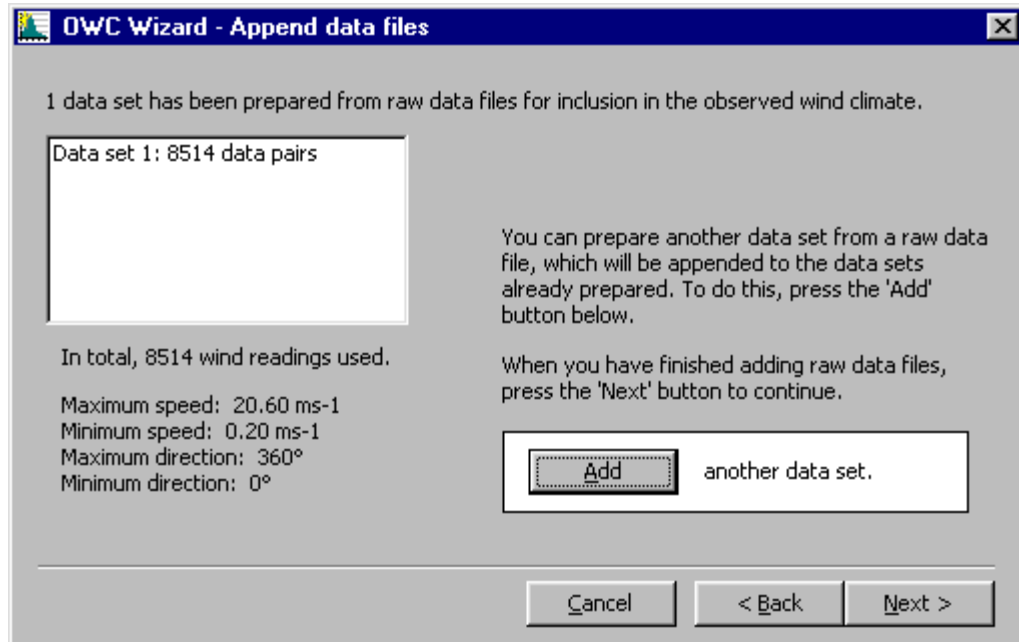 OWC Wizard - Append data files
1 data set has been prepared from raw data files for inclusion in the observed wind climate.
Data set 1: 8514 data pairs
You can prepare another data set from a raw data
file, which will be appended to the data sets
already prepared. To do this, press the 'Add'
button below.
In total, 8514 wind readings used.
When you have finished adding raw data files,
press the 'Next' button to continue.
Maximum speed: 20.60 ms-1
Minimum speed: 0.20 ms-1
Maximum direction: 360°
Minimum direction: 0°
Add another data set.
Cancel < Back Next >